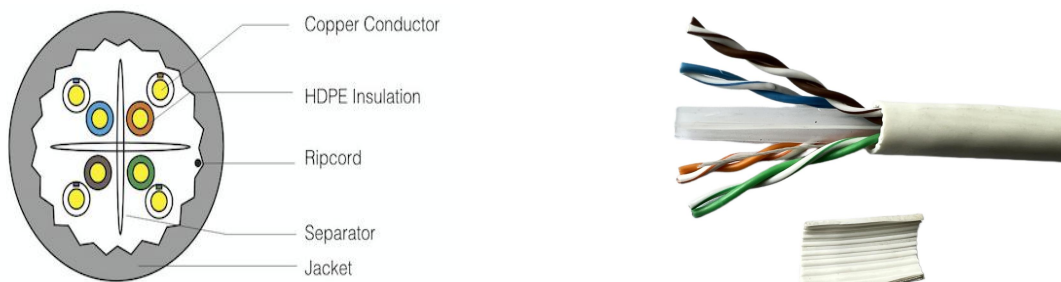 Copper Conductor
HDPE Insulation
Ripcord
Separator
Jacket